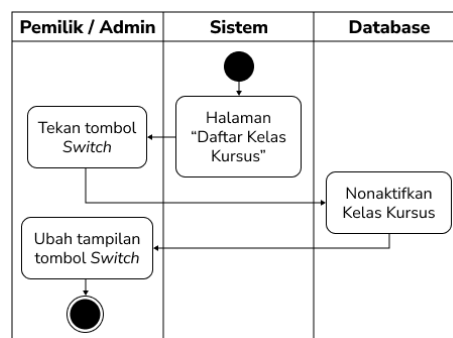 Pemilik / Admin
Sistem
Database
Halaman
“Daftar Kelas
Kursus”
Tekan tombol
Switch
Nonaktifkan
Kelas Kursus
Ubah tampilan
tombol Switch